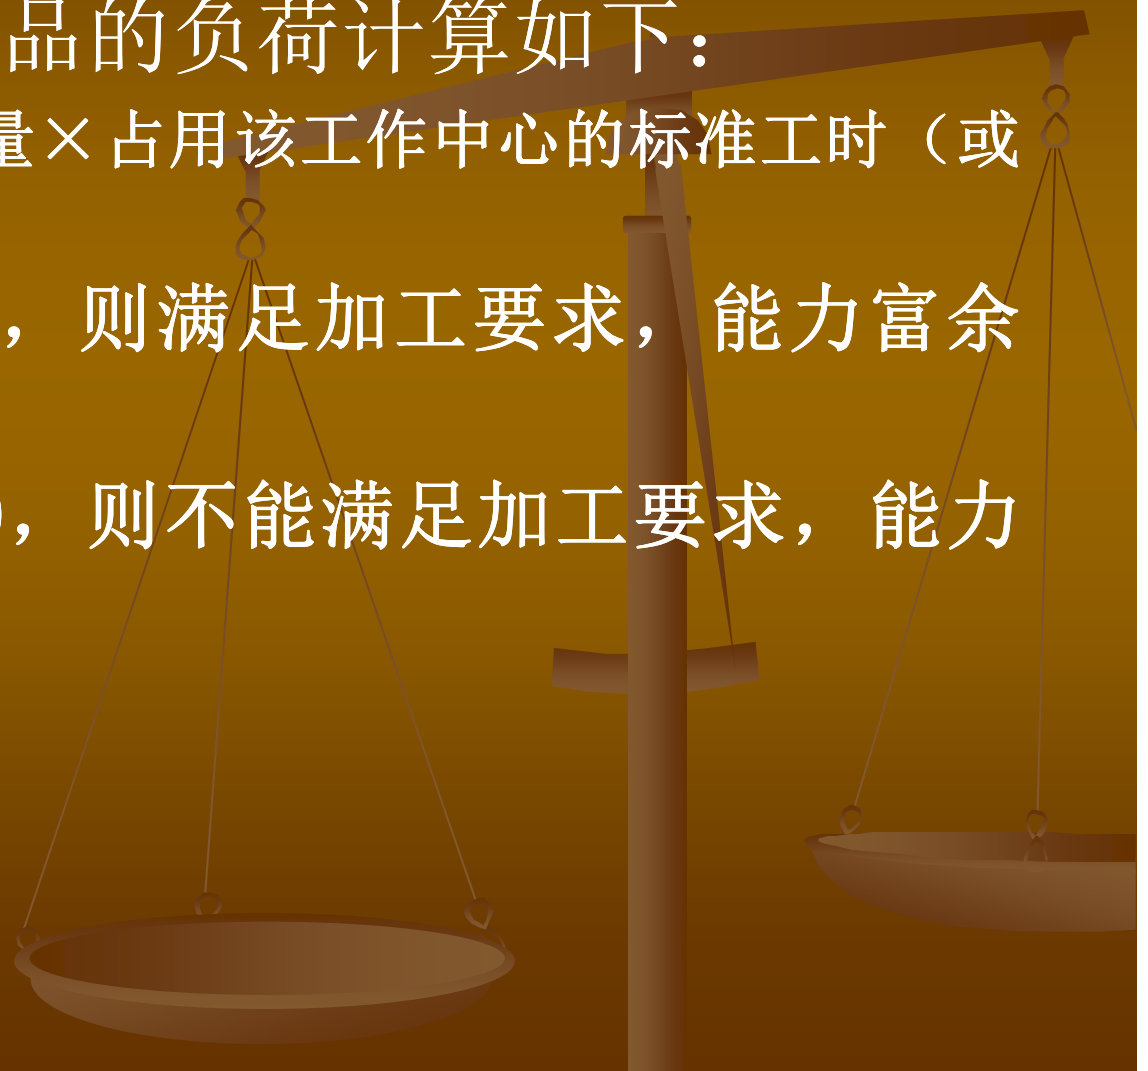 品的负荷计算如下：
量×占用该工作中心的标准工时（或
，则满足加工要求，能力富余
，则不能满足加工要求，能力